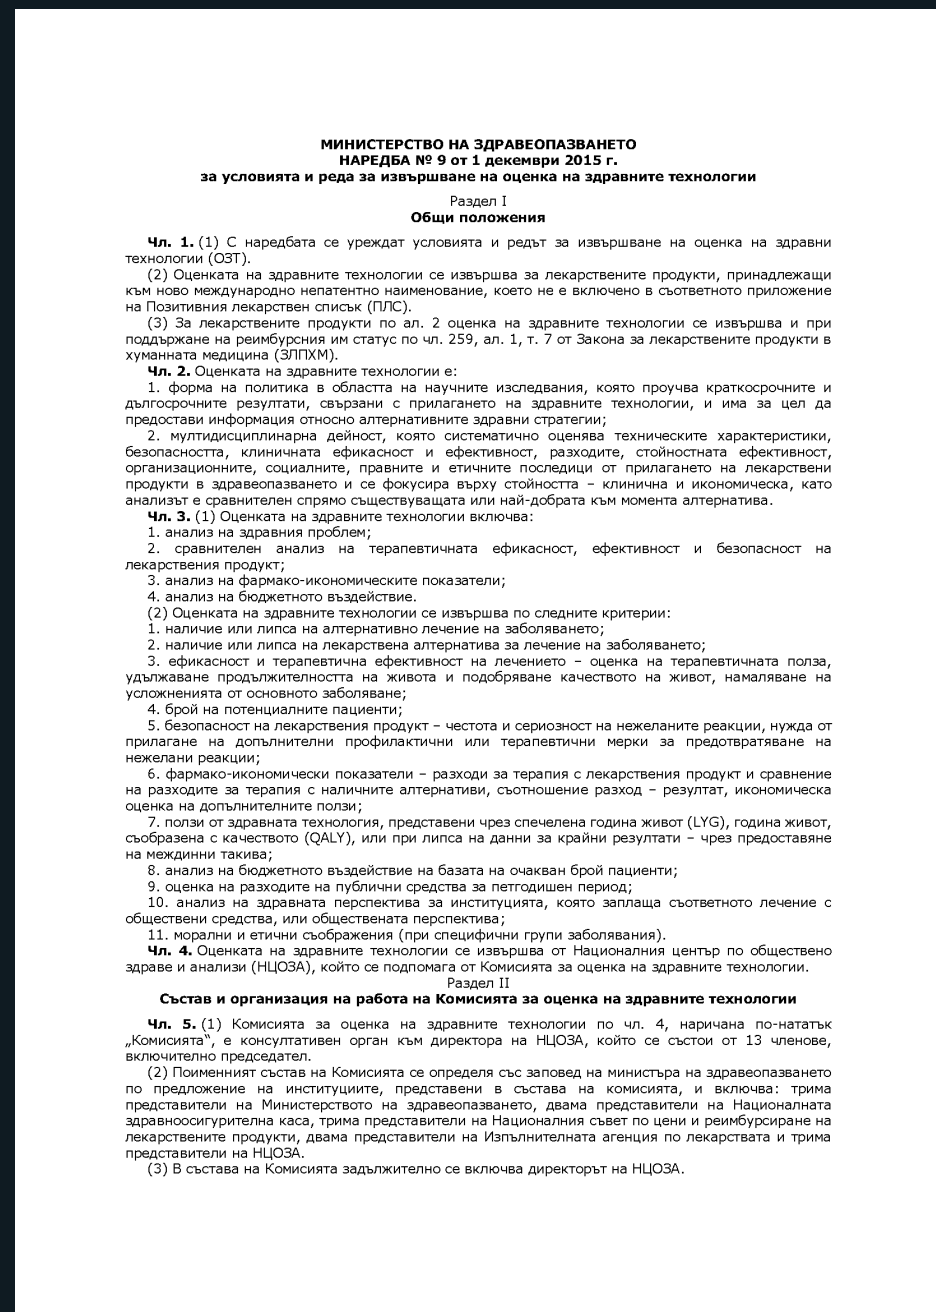 МИНИСТЕРСТВО НА ЗДРАВЕОПАЗВАНЕТО
НАРЕДБА № 9 от 1 декември 2015 г.
за условията и реда за извършване на оценка на здравните технологии
Раздел I
Общи положения
Чл. 1. (1) С наредбата се уреждат условията и редът за извършване на оценка на здравни
технологии (ОЗТ).
(2) Оценката на здравните технологии се извършва за лекарствените продукти, принадлежащи
към ново международно непатентно наименование, което не е включено в съответното приложение
на Позитивния лекарствен списък (ПЛС).
(3) За лекарствените продукти по ал. 2 оценка на здравните технологии се извършва и при
поддържане на реимбурсния им статус по чл. 259, ал. 1, т. 7 от Закона за лекарствените продукти в
хуманната медицина (ЗЛПХМ).
Чл. 2. Оценката на здравните технологии е:
1. форма на политика в областта на научните изследвания, която проучва краткосрочните и
дългосрочните резултати, свързани с прилагането на здравните технологии, и има за цел да
предостави информация относно алтернативните здравни стратегии;
2. мултидисциплинарна дейност, която систематично оценява техническите характеристики,
безопасността, клиничната ефикасност и ефективност, разходите, стойностната ефективност,
организационните, социалните, правните и етичните последици от прилагането на лекарствени
продукти в здравеопазването и се фокусира върху стойността – клинична и икономическа, като
анализът е сравнителен спрямо съществуващата или най-добрата към момента алтернатива.
Чл. 3. (1) Оценката на здравните технологии включва:
1. анализ на здравния проблем;
2. сравнителен анализ на терапевтичната ефикасност, ефективност и безопасност на
лекарствения продукт;
3. анализ на фармако-икономическите показатели;
4. анализ на бюджетното въздействие.
(2) Оценката на здравните технологии се извършва по следните критерии:
1. наличие или липса на алтернативно лечение на заболяването;
2. наличие или липса на лекарствена алтернатива за лечение на заболяването;
3. ефикасност и терапевтична ефективност на лечението – оценка на терапевтичната полза,
удължаване продължителността на живота и подобряване качеството на живот, намаляване на
усложненията от основното заболяване;
4. брой на потенциалните пациенти;
5. безопасност на лекарствения продукт – честота и сериозност на нежеланите реакции, нужда от
прилагане на допълнителни профилактични или терапевтични мерки за предотвратяване на
нежелани реакции;
6. фармако-икономически показатели – разходи за терапия с лекарствения продукт и сравнение
на разходите за терапия с наличните алтернативи, съотношение разход – резултат, икономическа
оценка на допълнителните ползи;
7. ползи от здравната технология, представени чрез спечелена година живот (LYG), година живот,
съобразена с качеството (QALY), или при липса на данни за крайни резултати – чрез предоставяне
на междинни такива;
8. анализ на бюджетното въздействие на базата на очакван брой пациенти;
9. оценка на разходите на публични средства за петгодишен период;
10. анализ на здравната перспектива за институцията, която заплаща съответното лечение с
обществени средства, или обществената перспектива;
11. морални и етични съображения (при специфични групи заболявания).
Чл. 4. Оценката на здравните технологии се извършва от Националния център по обществено
здраве и анализи (НЦОЗА), който се подпомага от Комисията за оценка на здравните технологии.
Раздел II
Състав и организация на работа на Комисията за оценка на здравните технологии
Чл. 5. (1) Комисията за оценка на здравните технологии по чл. 4, наричана по-нататък
„Комисията“, е консултативен орган към директора на НЦОЗА, който се състои от 13 членове,
включително председател.
(2) Поименният състав на Комисията се определя със заповед на министъра на здравеопазването
по предложение на институциите, представени в състава на комисията, и включва: трима
представители на Министерството на здравеопазването, двама представители на Националната
здравноосигурителна каса, трима представители на Националния съвет по цени и реимбурсиране на
лекарствените продукти, двама представители на Изпълнителната агенция по лекарствата и трима
представители на НЦОЗА.
(3) В състава на Комисията задължително се включва директорът на НЦОЗА.